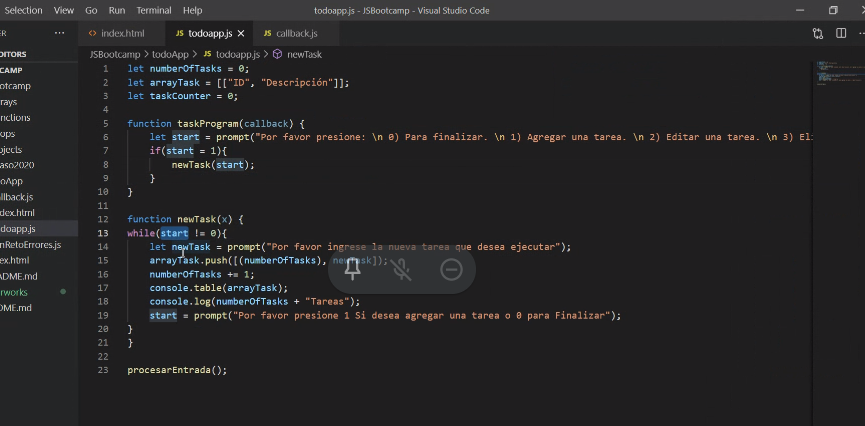 Selection View Go Run Terminal Help todoapp.js - JSBootcamp - Visual Studio Code
ER ··· <> index.html JS todoapp.js × JS callback.js
DITORS JSBootcamp > todoApp > JS todoapp.js > newTask
CAMP
otcamp
rays
nctions
ops
ojects
aso2020
oApp
llback.js
dex.html
doapp.js
nRetoErrores.js
ex.html
ADME.md
rworks
DME.md
1 let numberOfTasks = 0;
2 let arrayTask = [["ID", "Descripción"]];
3 let taskCounter = 0;
4
5 function taskProgram(callback) {
6 let start = prompt("Por favor presione: \n 0) Para finalizar. \n 1) Agregar una tarea. \n 2) Editar una tarea. \n 3) Eli
7 if(start = 1){
8 newTask(start);
9 }
10 }
11
12 function newTask(x) {
13 while(start != 0){
14 let newTask = prompt("Por favor ingrese la nueva tarea que desea ejecutar");
15 arrayTask.push([(numberOfTasks), newTask]);
16 numberOfTasks += 1;
17 console.table(arrayTask);
18 console.log(numberOfTasks + "Tareas");
19 start = prompt("Por favor presione 1 Si desea agregar una tarea o 0 para Finalizar");
20 }
21 }
22
23 procesarEntrada();